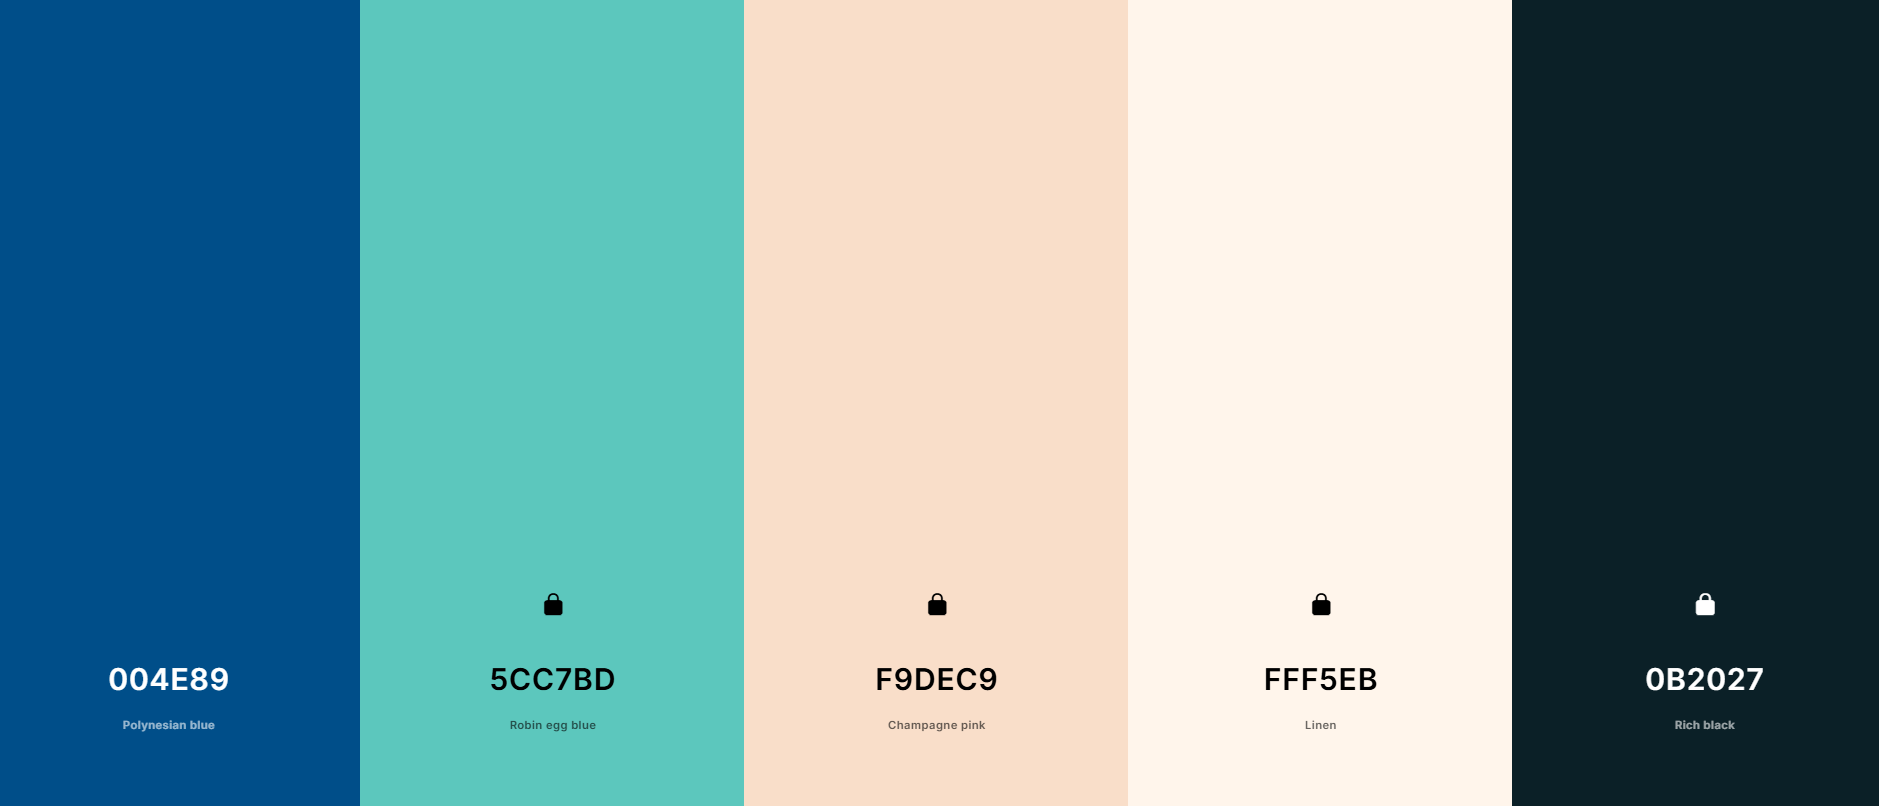 004E89
Polynesian blue
5CC7BD
Robin egg blue
F9DEC9
Champagne pink
FFF5EB
Linen
0B2027
Rich black